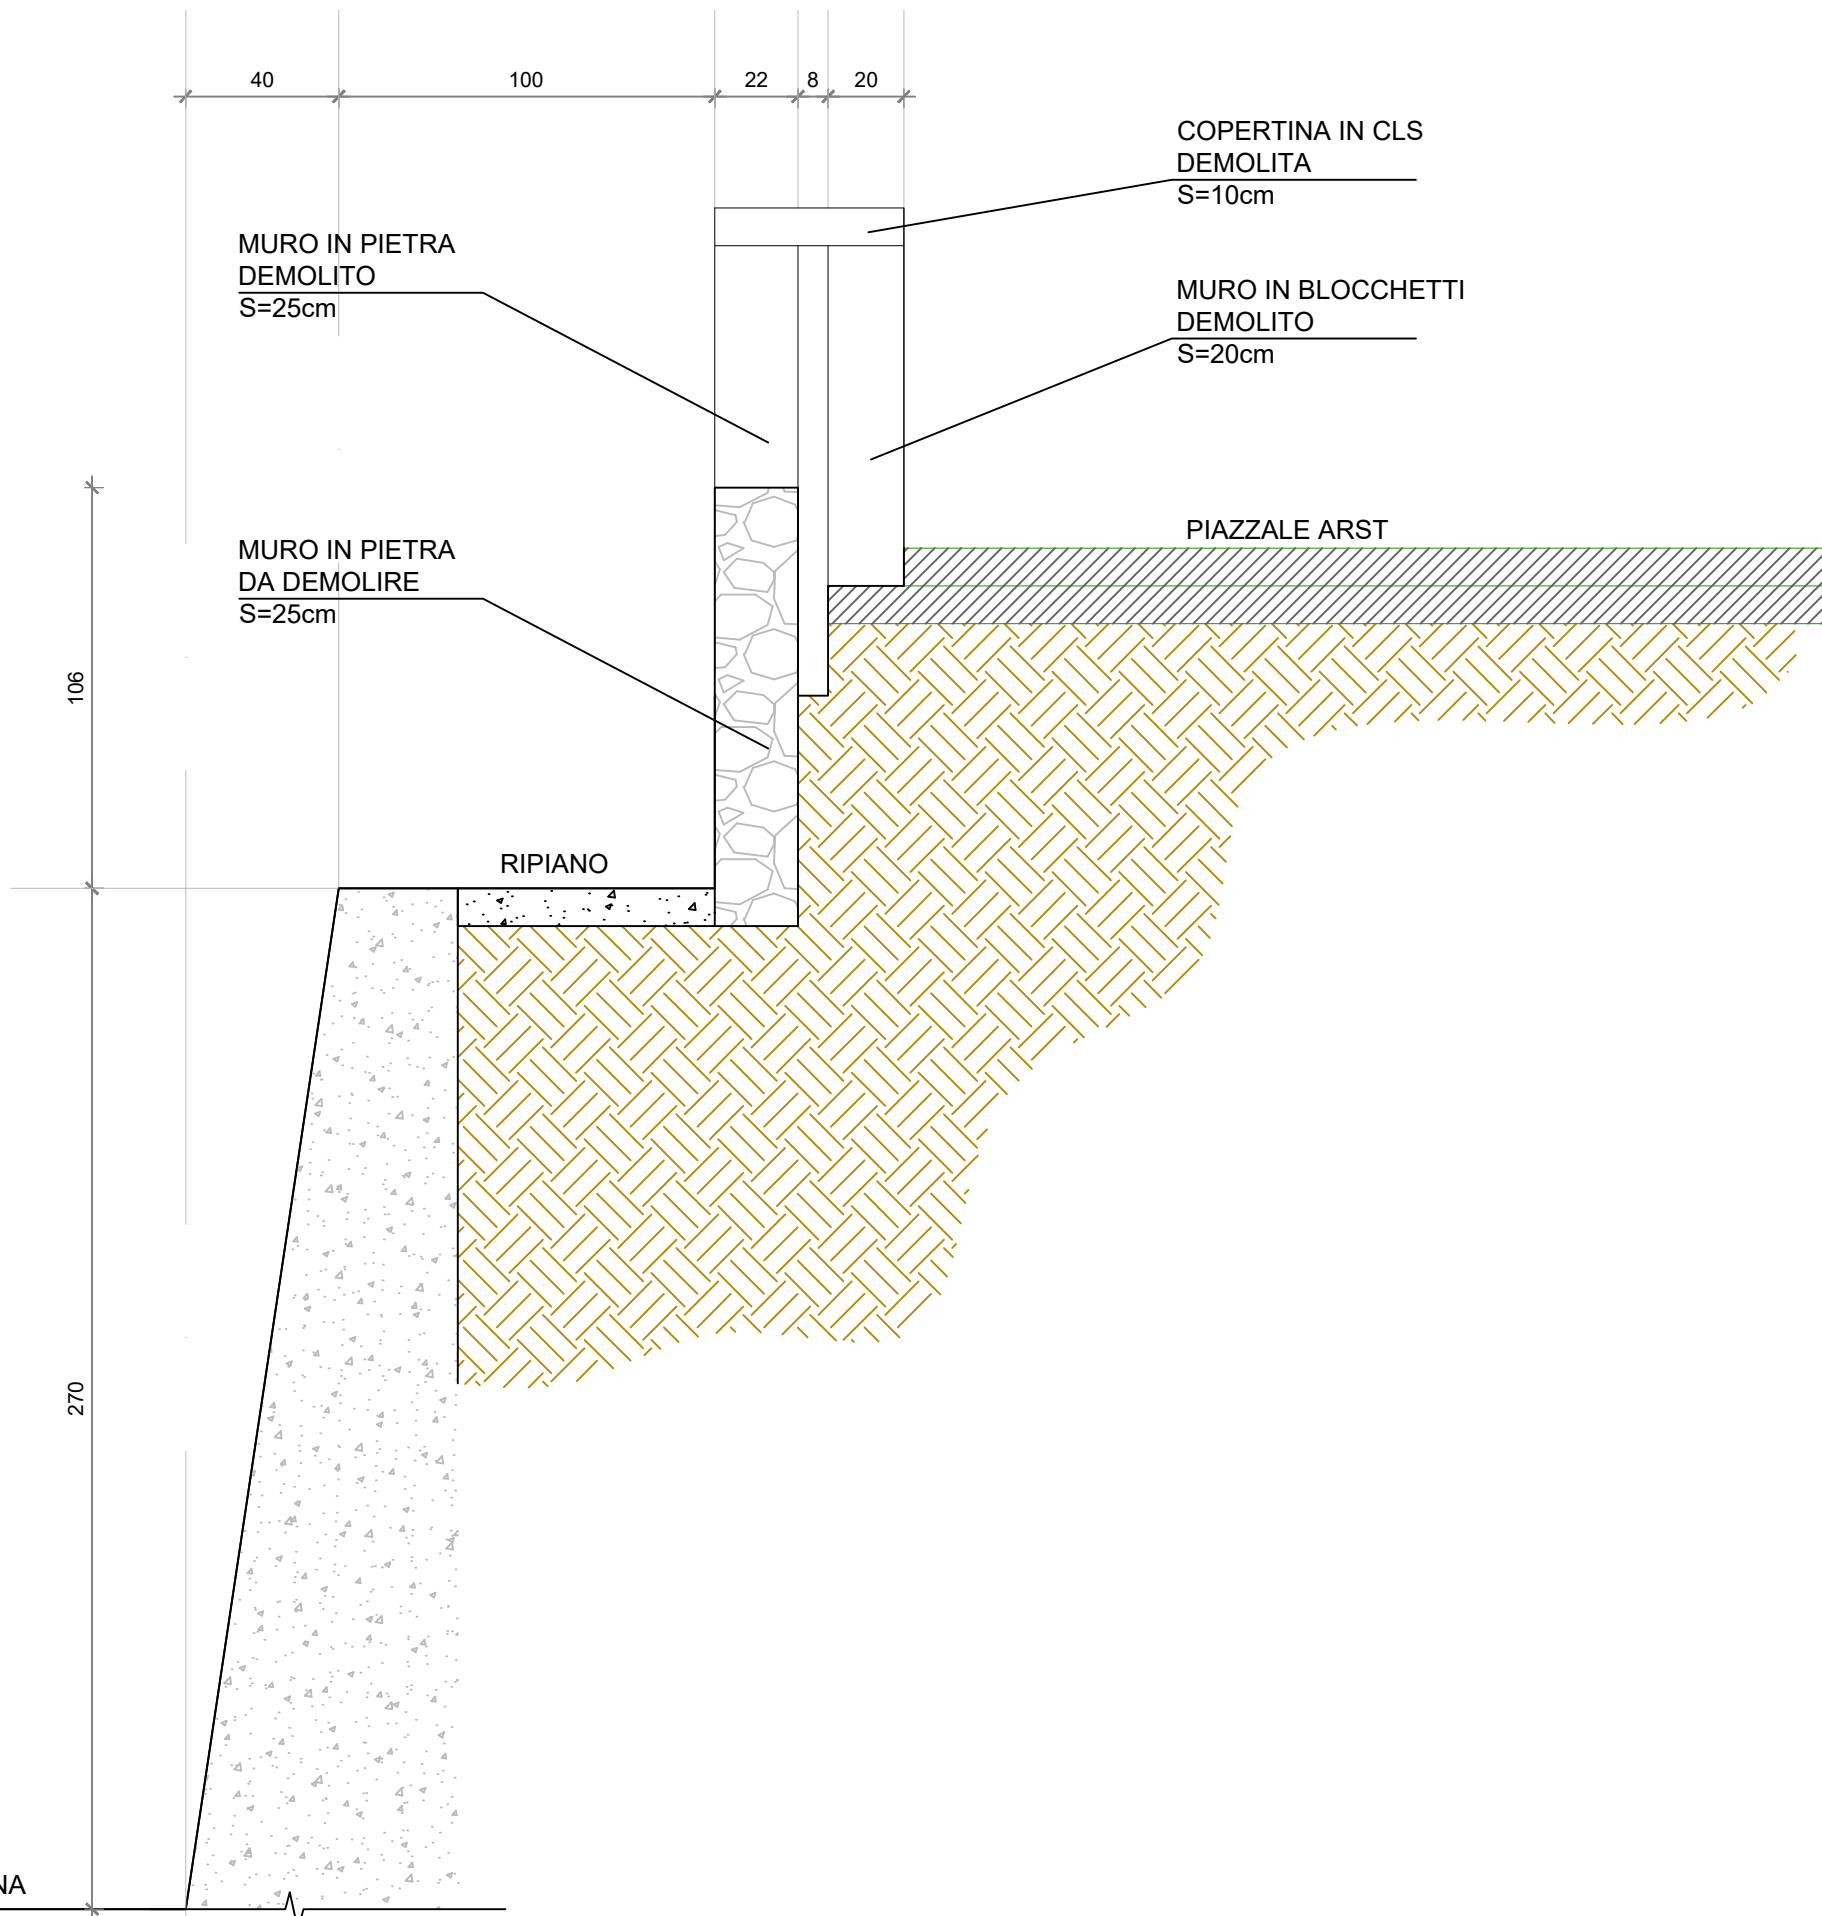 40
100
22
8
20
COPERTINA IN CLS
DEMOLITA
S=10cm
MURO IN PIETRA
DEMOLITO
S=25cm
MURO IN BLOCCHETTI
DEMOLITO
S=20cm
PIAZZALE ARST
MURO IN PIETRA
DA DEMOLIRE
S=25cm
106
RIPIANO
270
NA